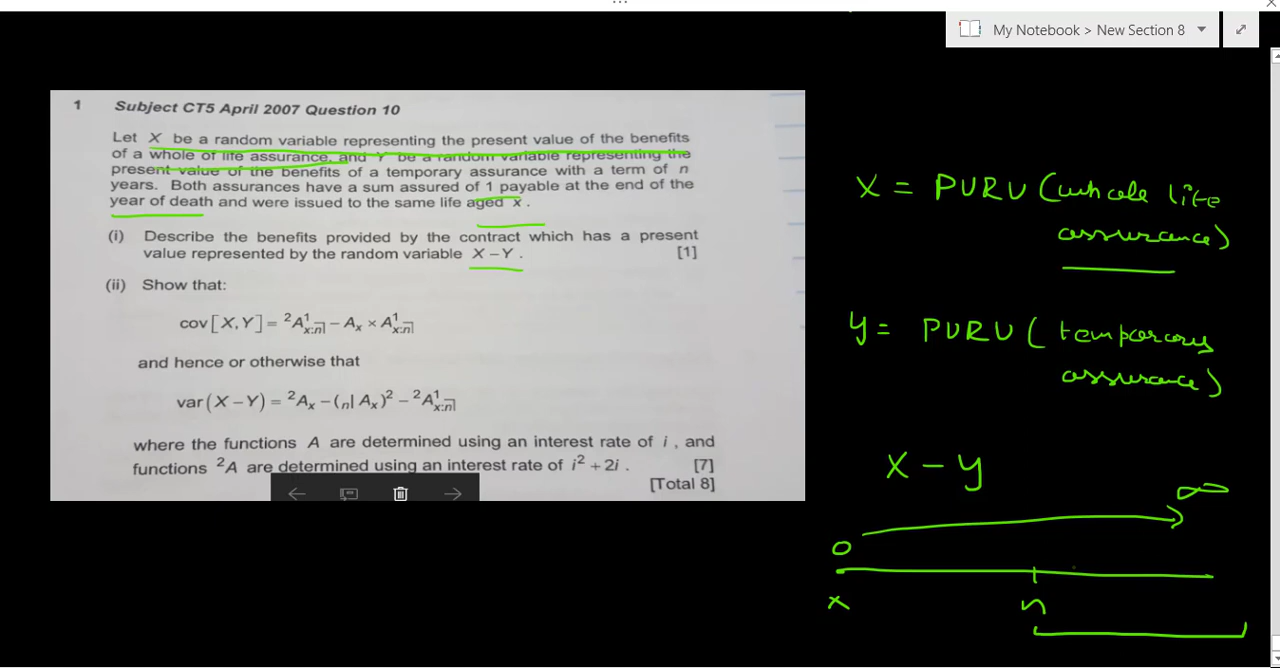 My Notebook > New Section 8
1 Subject CT5 April 2007 Question 10
Let X be a random variable representing the present value of the benefits
of a whole of life assurance, and Y be a random variable representing the
present value of the benefits of a temporary assurance with a term of n
years. Both assurances have a sum assured of 1 payable at the end of the
year of death and were issued to the same life aged x.
(i) Describe the benefits provided by the contract which has a present
value represented by the random variable X – Y. [1]
(ii) Show that:
cov[X,Y] = ²A¹x:n̅| – Ax × A¹x:n̅|
and hence or otherwise that
var(X – Y) = ²Ax – (n|Ax)² – ²A¹x:n̅|
where the functions A are determined using an interest rate of i, and
functions ²A are determined using an interest rate of i² + 2i. [7]
[Total 8]
X = PVRV (whole life
assurance)
Y = PVRV ( temporary
assurance)
X – Y
∞
0
x n